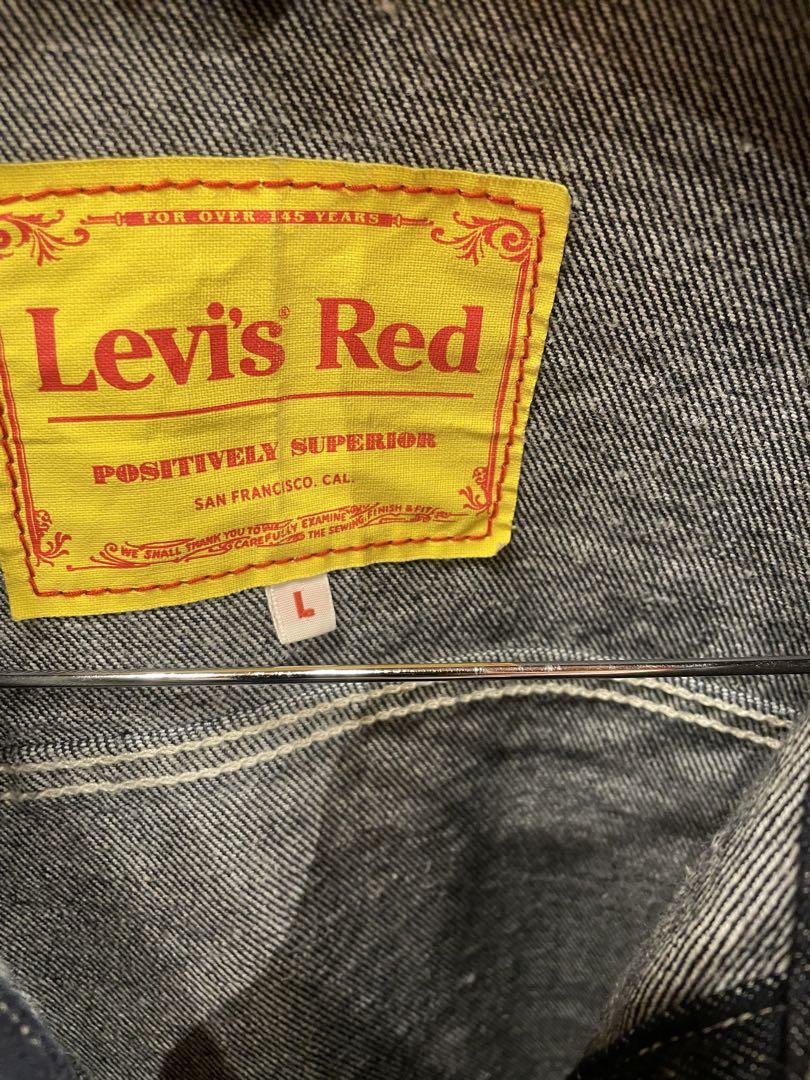 FOR OVER 145 YEARS
Levi's® Red
POSITIVELY SUPERIOR
SAN FRANCISCO. CAL.
WE SHALL THANK YOU TO
CAREFULLY EXAMINE
THE SEWING, FINISH & FIT
L